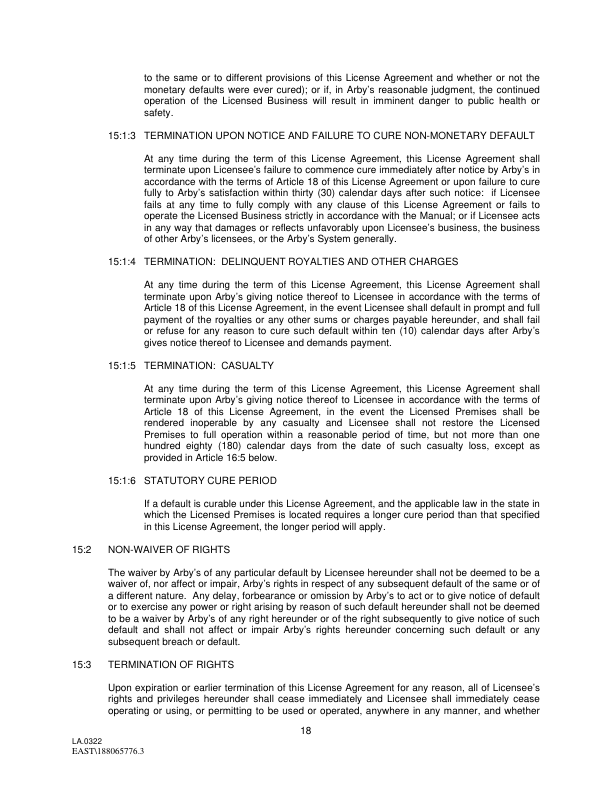 to the same or to different provisions of this License Agreement and whether or not the
monetary defaults were ever cured); or if, in Arby's reasonable judgment, the continued
operation of the Licensed Business will result in imminent danger to public health or
safety.
15:1:3 TERMINATION UPON NOTICE AND FAILURE TO CURE NON-MONETARY DEFAULT
At any time during the term of this License Agreement, this License Agreement shall
terminate upon Licensee's failure to commence cure immediately after notice by Arby's in
accordance with the terms of Article 18 of this License Agreement or upon failure to cure
fully to Arby's satisfaction within thirty (30) calendar days after such notice: if Licensee
fails at any time to fully comply with any clause of this License Agreement or fails to
operate the Licensed Business strictly in accordance with the Manual; or if Licensee acts
in any way that damages or reflects unfavorably upon Licensee's business, the business
of other Arby's licensees, or the Arby's System generally.
15:1:4 TERMINATION: DELINQUENT ROYALTIES AND OTHER CHARGES
At any time during the term of this License Agreement, this License Agreement shall
terminate upon Arby's giving notice thereof to Licensee in accordance with the terms of
Article 18 of this License Agreement, in the event Licensee shall default in prompt and full
payment of the royalties or any other sums or charges payable hereunder, and shall fail
or refuse for any reason to cure such default within ten (10) calendar days after Arby's
gives notice thereof to Licensee and demands payment.
15:1:5 TERMINATION: CASUALTY
At any time during the term of this License Agreement, this License Agreement shall
terminate upon Arby's giving notice thereof to Licensee in accordance with the terms of
Article 18 of this License Agreement, in the event the Licensed Premises shall be
rendered inoperable by any casualty and Licensee shall not restore the Licensed
Premises to full operation within a reasonable period of time, but not more than one
hundred eighty (180) calendar days from the date of such casualty loss, except as
provided in Article 16:5 below.
15:1:6 STATUTORY CURE PERIOD
If a default is curable under this License Agreement, and the applicable law in the state in
which the Licensed Premises is located requires a longer cure period than that specified
in this License Agreement, the longer period will apply.
15:2 NON-WAIVER OF RIGHTS
The waiver by Arby's of any particular default by Licensee hereunder shall not be deemed to be a
waiver of, nor affect or impair, Arby's rights in respect of any subsequent default of the same or of
a different nature. Any delay, forbearance or omission by Arby's to act or to give notice of default
or to exercise any power or right arising by reason of such default hereunder shall not be deemed
to be a waiver by Arby's of any right hereunder or of the right subsequently to give notice of such
default and shall not affect or impair Arby's rights hereunder concerning such default or any
subsequent breach or default.
15:3 TERMINATION OF RIGHTS
Upon expiration or earlier termination of this License Agreement for any reason, all of Licensee's
rights and privileges hereunder shall cease immediately and Licensee shall immediately cease
operating or using, or permitting to be used or operated, anywhere in any manner, and whether
18
LA.0322
EAST\188065776.3